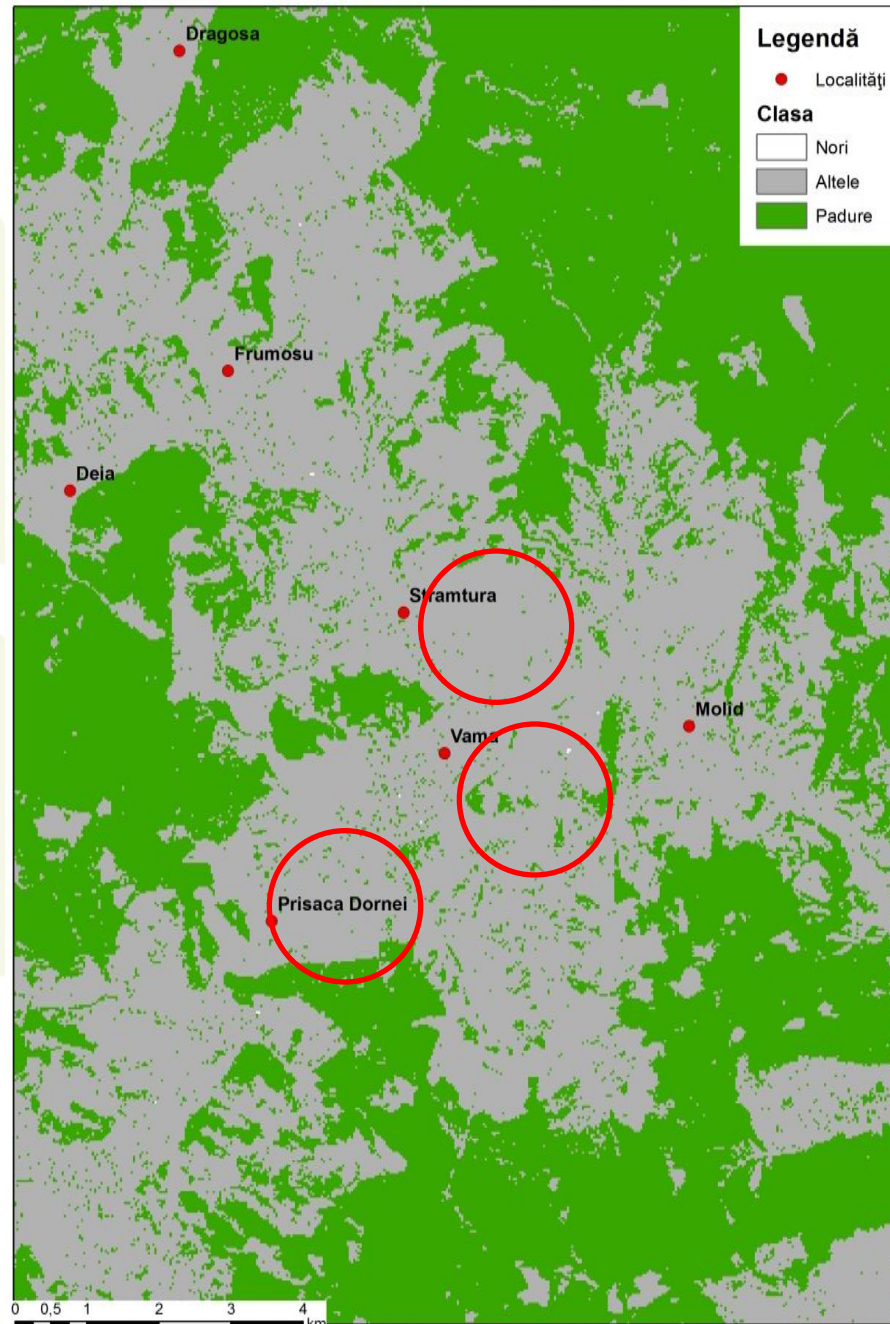 Dragosa
Legendă
Localităţi
Clasa
Nori
Altele
Padure
Frumosu
Deia
Stramtura
Molid
Vama
Prisaca Dornei
0 0,5 1 2 3 4
km